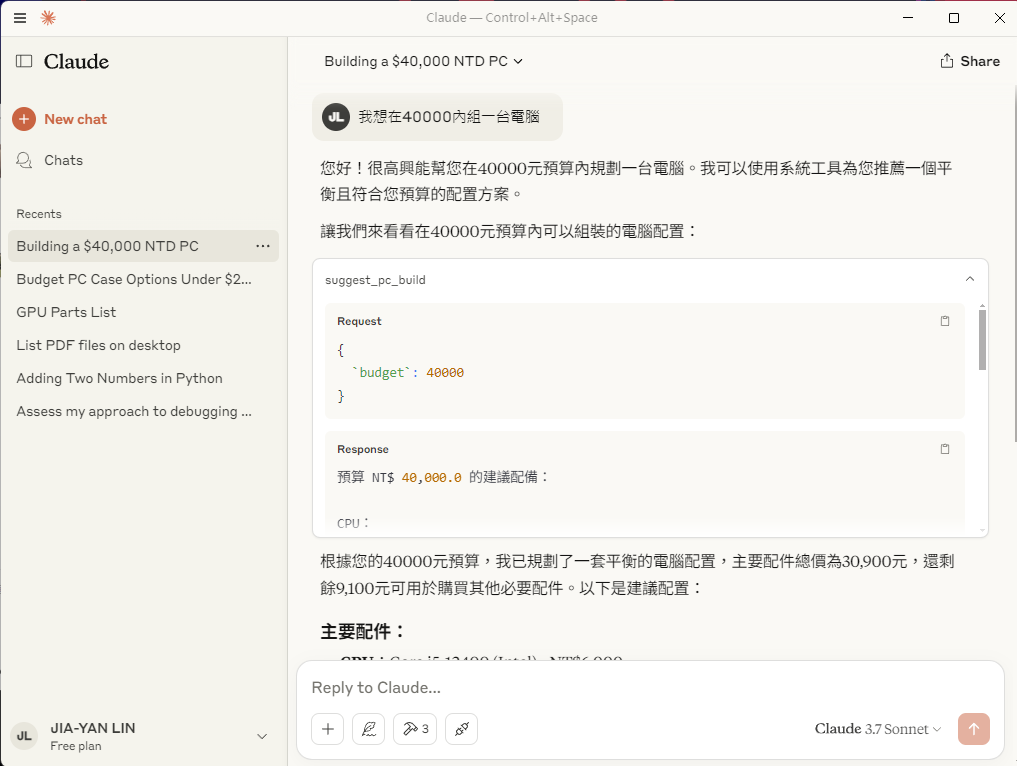 Claude — Control+Alt+Space
Claude
Building a $40,000 NTD PC
Share
New chat
Chats
Recents
Building a $40,000 NTD PC
Budget PC Case Options Under $2...
GPU Parts List
List PDF files on desktop
Adding Two Numbers in Python
Assess my approach to debugging ...
JL
JIA-YAN LIN
Free plan
JL
我想在40000內組一台電腦
您好！很高興能幫您在40000元預算內規劃一台電腦。我可以使用系統工具為您推薦一個平
衡且符合您預算的配置方案。
讓我們來看看在40000元預算內可以組裝的電腦配置：
suggest_pc_build
Request
{
`budget`: 40000
}
Response
預算 NT$ 40,000.0 的建議配備：
CPU：
根據您的40000元預算，我已規劃了一套平衡的電腦配置，主要配件總價為30,900元，還剩
餘9,100元可用於購買其他必要配件。以下是建議配置：
主要配件：
Reply to Claude...
3
Claude 3.7 Sonnet